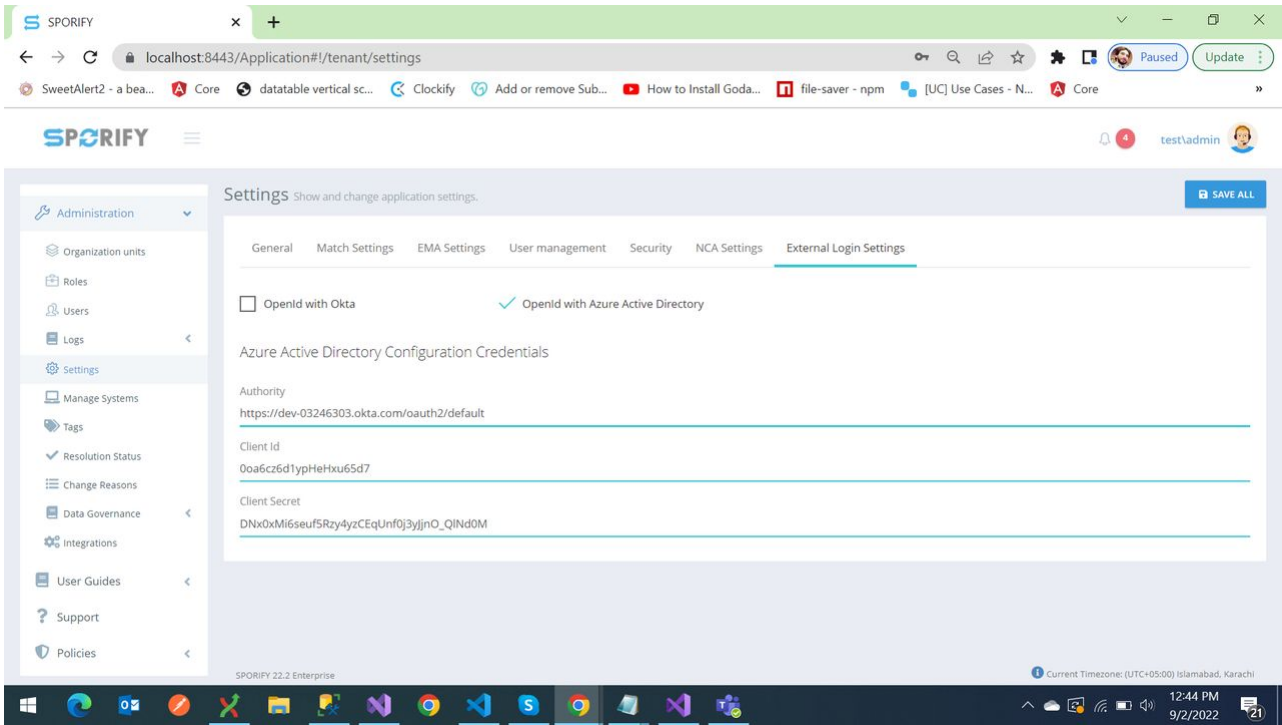 SPORIFY
localhost:8443/Application#!/tenant/settings
Paused
Update
SweetAlert2 - a bea...
Core
datatable vertical sc...
Clockify
Add or remove Sub...
How to Install Goda...
file-saver - npm
[UC] Use Cases - N...
Core
»
SPORIFY
4
test\admin
Administration
Organization units
Roles
Users
Logs
Settings
Manage Systems
Tags
Resolution Status
Change Reasons
Data Governance
Integrations
User Guides
Support
Policies
Settings Show and change application settings.
SAVE ALL
General
Match Settings
EMA Settings
User management
Security
NCA Settings
External Login Settings
OpenId with Okta
OpenId with Azure Active Directory
Azure Active Directory Configuration Credentials
Authority
https://dev-03246303.okta.com/oauth2/default
Client Id
0oa6cz6d1ypHeHxu65d7
Client Secret
DNx0xMi6seuf5Rzy4yzCEqUnf0j3yJjnO_QlNd0M
SPORIFY 22.2 Enterprise
Current Timezone: (UTC+05:00) Islamabad, Karachi
12:44 PM
9/2/2022
21